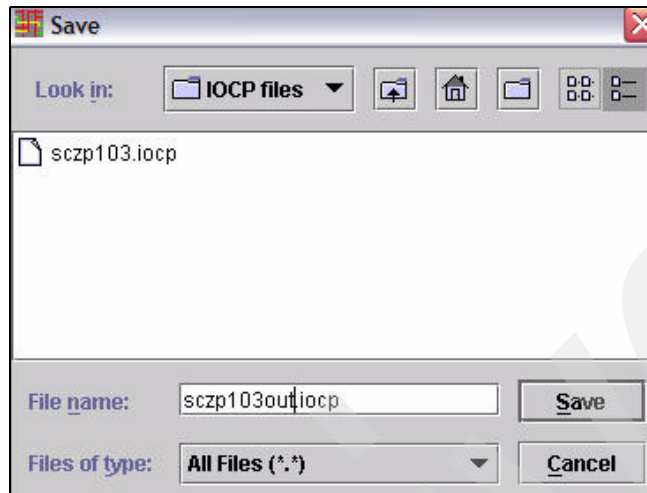 Save
Look in: IOCP files
sczp103.iocp
File name: sczp103out.iocp Save
Files of type: All Files (*.*) Cancel